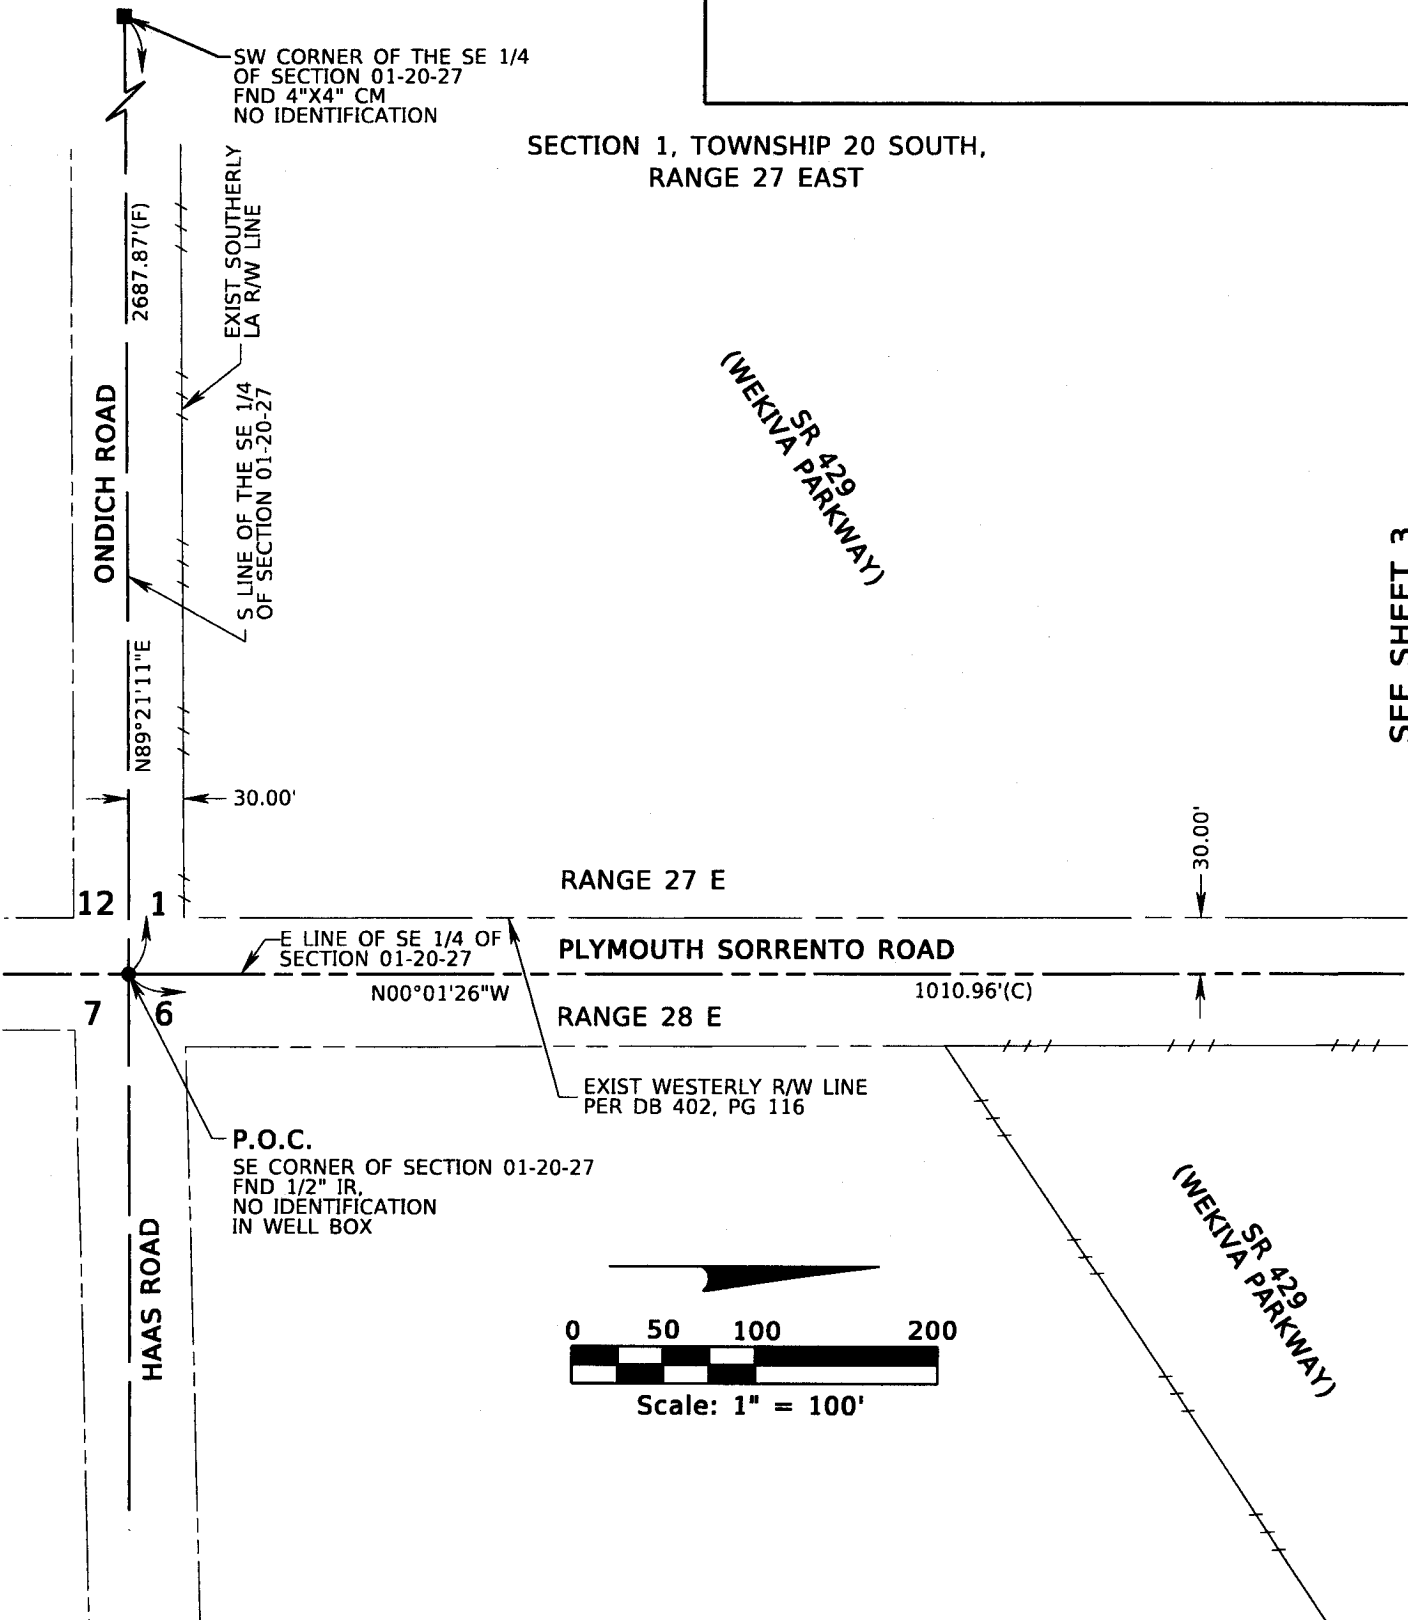 SW CORNER OF THE SE 1/4
OF SECTION 01-20-27
FND 4"X4" CM
NO IDENTIFICATION
SECTION 1, TOWNSHIP 20 SOUTH,
RANGE 27 EAST
2687.87'(F)
EXIST SOUTHERLY
LA R/W LINE
ONDICH ROAD
S LINE OF THE SE 1/4
OF SECTION 01-20-27
N89°21'11"E
30.00'
SR 429
(WEKIVA PARKWAY)
SEE SHEET 3
30.00'
12
1
RANGE 27 E
E LINE OF SE 1/4 OF
SECTION 01-20-27
PLYMOUTH SORRENTO ROAD
N00°01'26"W
1010.96'(C)
7
6
RANGE 28 E
EXIST WESTERLY R/W LINE
PER DB 402, PG 116
P.O.C.
SE CORNER OF SECTION 01-20-27
FND 1/2" IR,
NO IDENTIFICATION
IN WELL BOX
HAAS ROAD
SR 429
(WEKIVA PARKWAY)
0 50 100 200
Scale: 1" = 100'